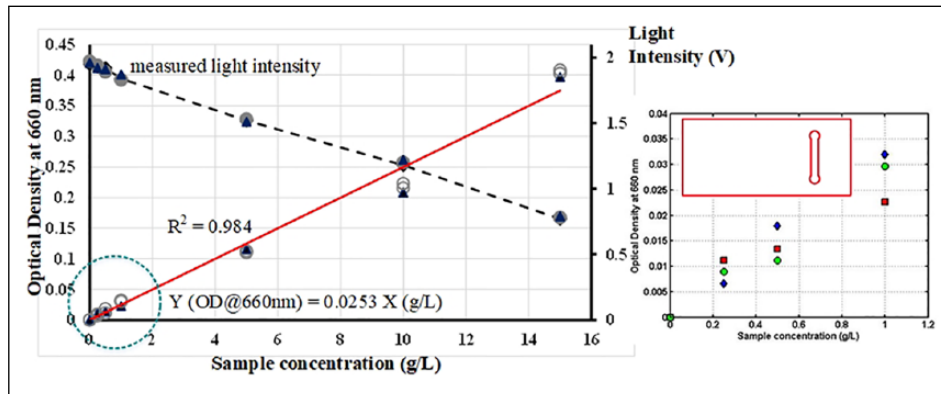 Light
Intensity (V)
0.45
0.4
0.35
0.3
0.25
0.2
0.15
0.1
0.05
0
Optical Density at 660 nm
measured light intensity
R² = 0.984
Y (OD@660nm) = 0.0253 X (g/L)
2
1.5
1
0.5
0
0 2 4 6 8 10 12 14 16
Sample concentration (g/L)
0.04
0.035
0.03
0.025
0.02
0.015
0.01
0.005
0
Optical Density at 660 nm
0 0.2 0.4 0.6 0.8 1 1.2
Sample concentration (g/L)